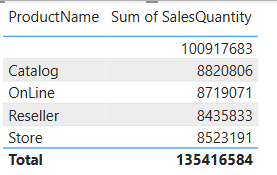 ProductName Sum of SalesQuantity
100917683
Catalog 8820806
OnLine 8719071
Reseller 8435833
Store 8523191
Total 135416584